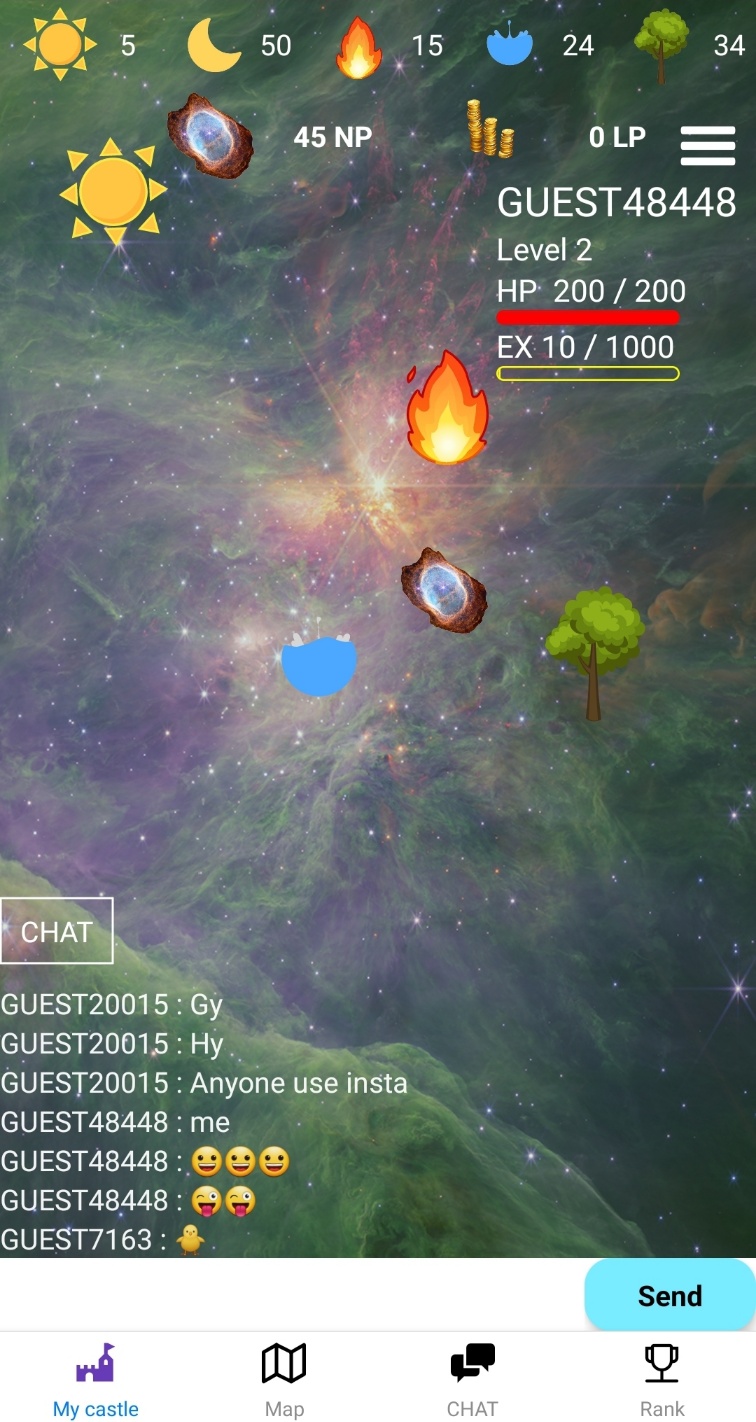 5 50 15 24 34
45 NP 0 LP
GUEST48448
Level 2
HP 200 / 200
EX 10 / 1000
CHAT
GUEST20015 : Gy
GUEST20015 : Hy
GUEST20015 : Anyone use insta
GUEST48448 : me
GUEST48448 : 😀😀😀
GUEST48448 : 😜😜
GUEST7163 : 🐥
Send
My castle Map CHAT Rank